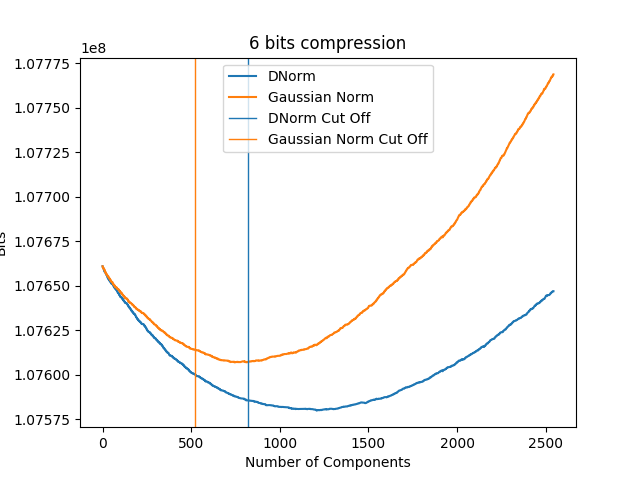 6 bits compression
1e8
1.07775
1.07750
1.07725
1.07700
1.07675
1.07650
1.07625
1.07600
1.07575
DNorm
Gaussian Norm
DNorm Cut Off
Gaussian Norm Cut Off
0 500 1000 1500 2000 2500
Number of Components